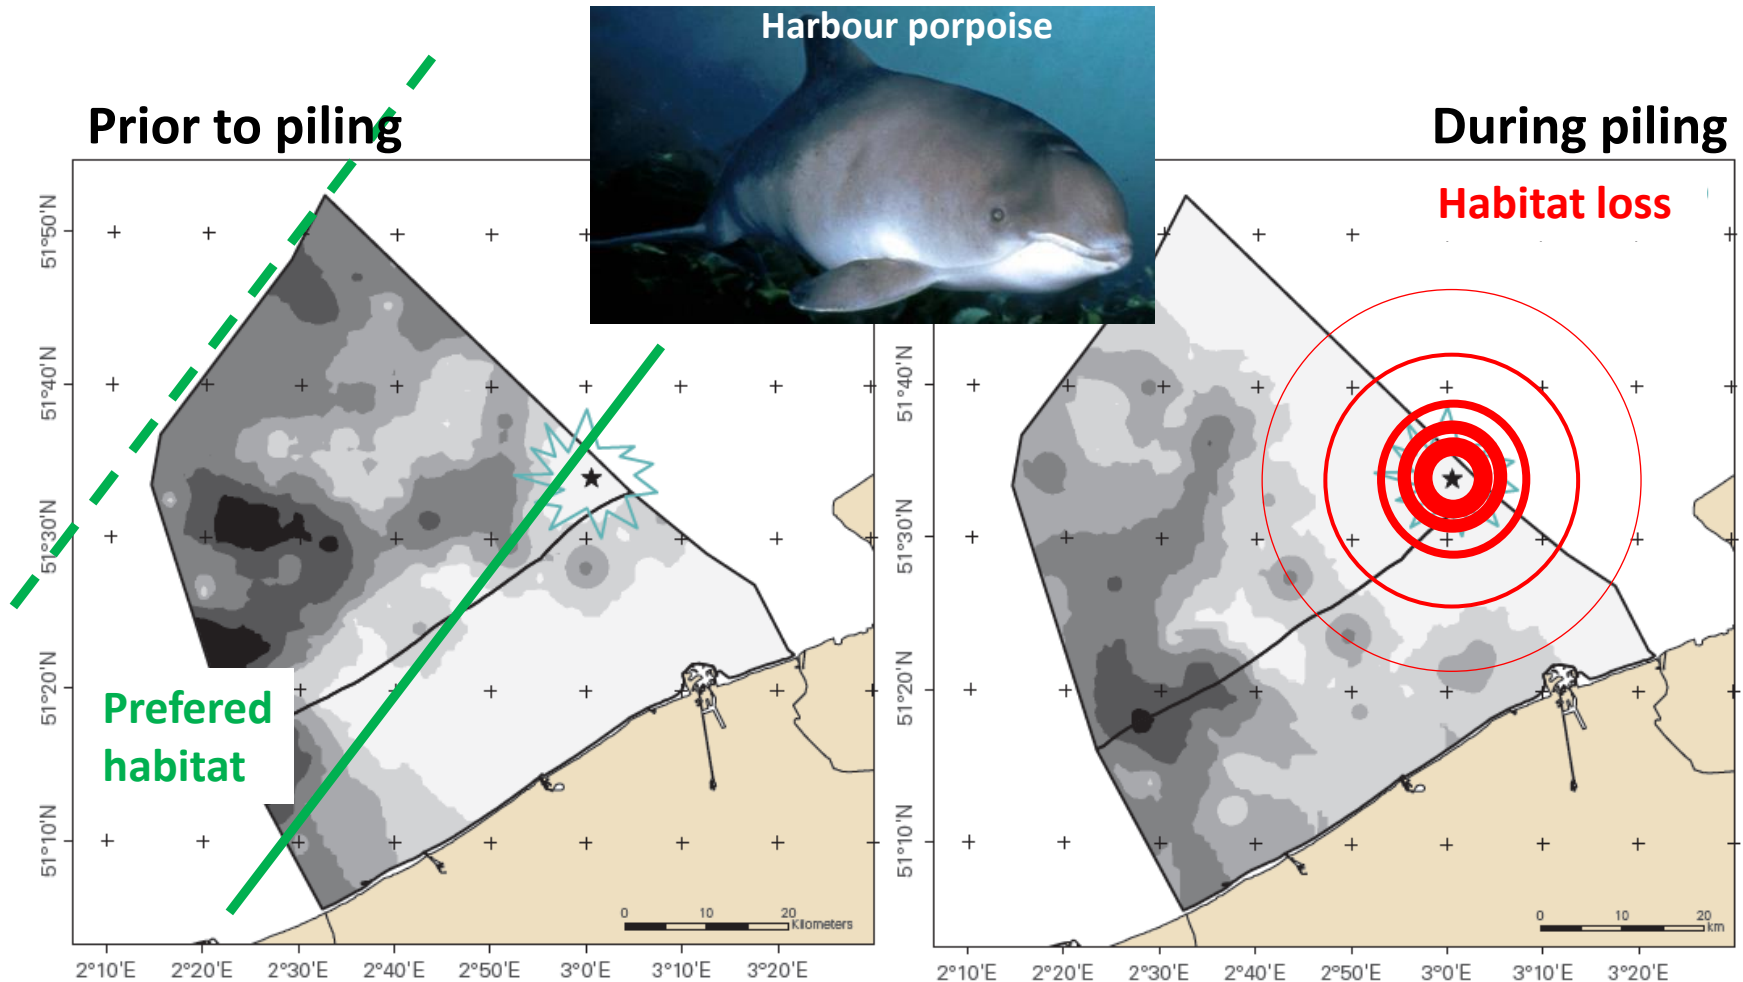 Harbour porpoise
Prior to piling
During piling
Habitat loss
Prefered
habitat
51°50'N
51°40'N
51°30'N
51°20'N
51°10'N
2°10'E 2°20'E 2°30'E 2°40'E 2°50'E 3°0'E 3°10'E 3°20'E
0 10 20
Kilometers
51°40'N
51°30'N
51°20'N
51°10'N
2°10'E 2°20'E 2°30'E 2°40'E 2°50'E 3°0'E 3°10'E 3°20'E
0 10 20
km